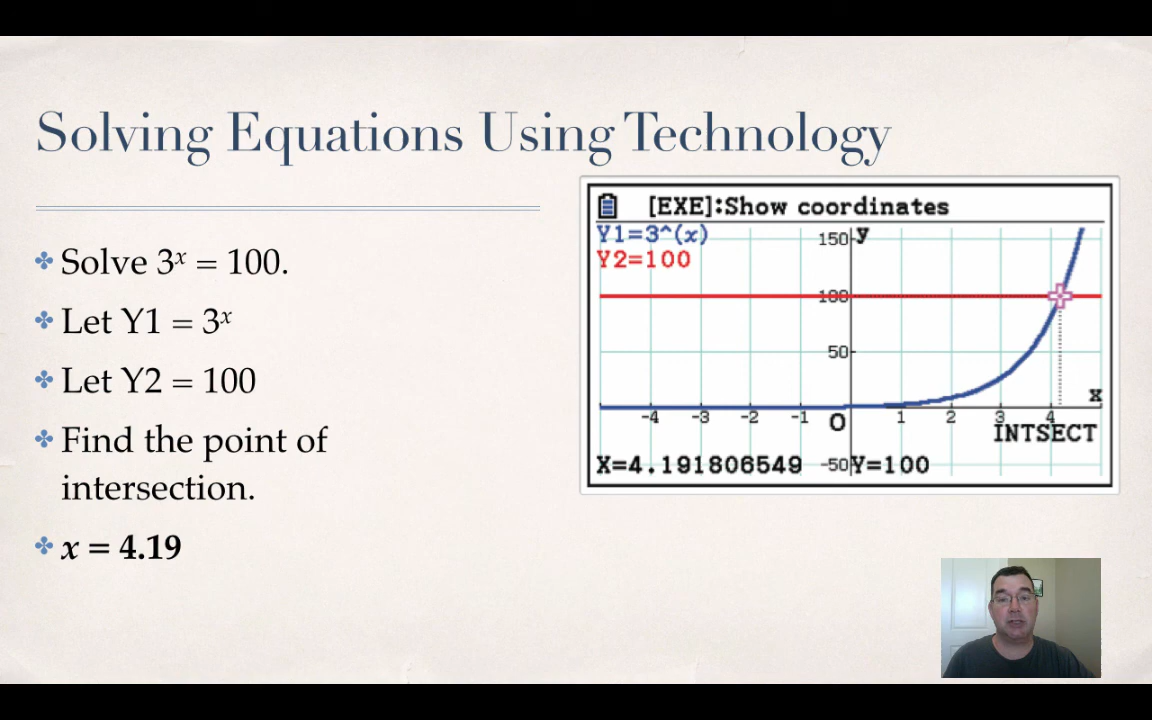 Solving Equations Using Technology
✤ Solve 3ˣ = 100.
✤ Let Y1 = 3ˣ
✤ Let Y2 = 100
✤ Find the point of
intersection.
✤ x = 4.19
[EXE]:Show coordinates
Y1=3^(x)
Y2=100
y
150
100
50
-50
-4 -3 -2 -1 O 1 2 3 4 x
INTSECT
X=4.191806549 Y=100